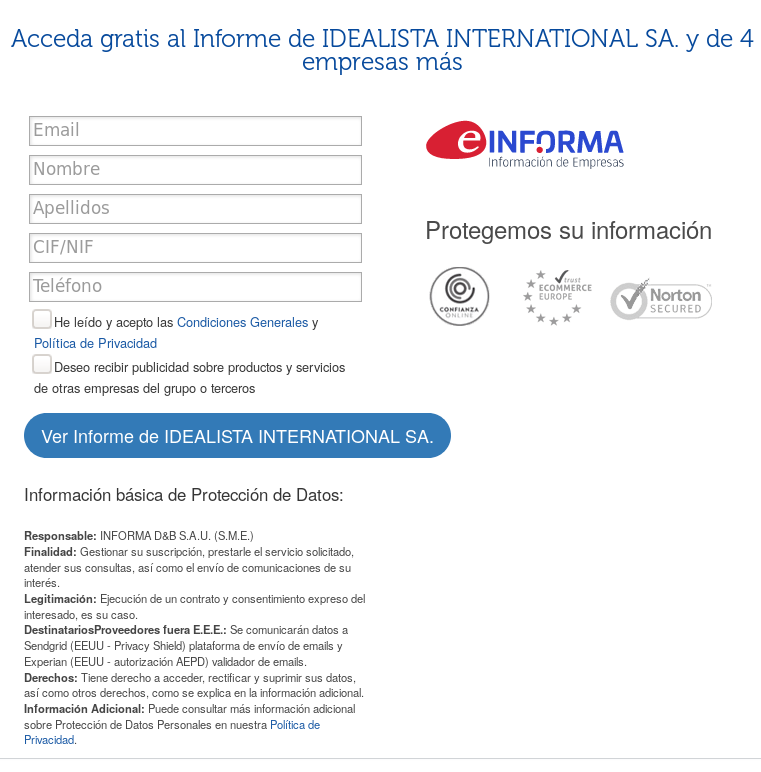 Acceda gratis al Informe de IDEALISTA INTERNATIONAL SA. y de 4
empresas más
Email
Nombre
Apellidos
CIF/NIF
Teléfono
He leído y acepto las Condiciones Generales y
Política de Privacidad
Deseo recibir publicidad sobre productos y servicios
de otras empresas del grupo o terceros
Ver Informe de IDEALISTA INTERNATIONAL SA.
eINFORMA
Información de Empresas
Protegemos su información
CONFIANZA
ONLINE
trust
ECOMMERCE
EUROPE
Norton
SECURED
Información básica de Protección de Datos:
Responsable: INFORMA D&B S.A.U. (S.M.E.)
Finalidad: Gestionar su suscripción, prestarle el servicio solicitado,
atender sus consultas, así como el envío de comunicaciones de su
interés.
Legitimación: Ejecución de un contrato y consentimiento expreso del
interesado, es su caso.
DestinatariosProveedores fuera E.E.E.: Se comunicarán datos a
Sendgrid (EEUU - Privacy Shield) plataforma de envío de emails y
Experian (EEUU - autorización AEPD) validador de emails.
Derechos: Tiene derecho a acceder, rectificar y suprimir sus datos,
así como otros derechos, como se explica en la información adicional.
Información Adicional: Puede consultar más información adicional
sobre Protección de Datos Personales en nuestra Política de
Privacidad.